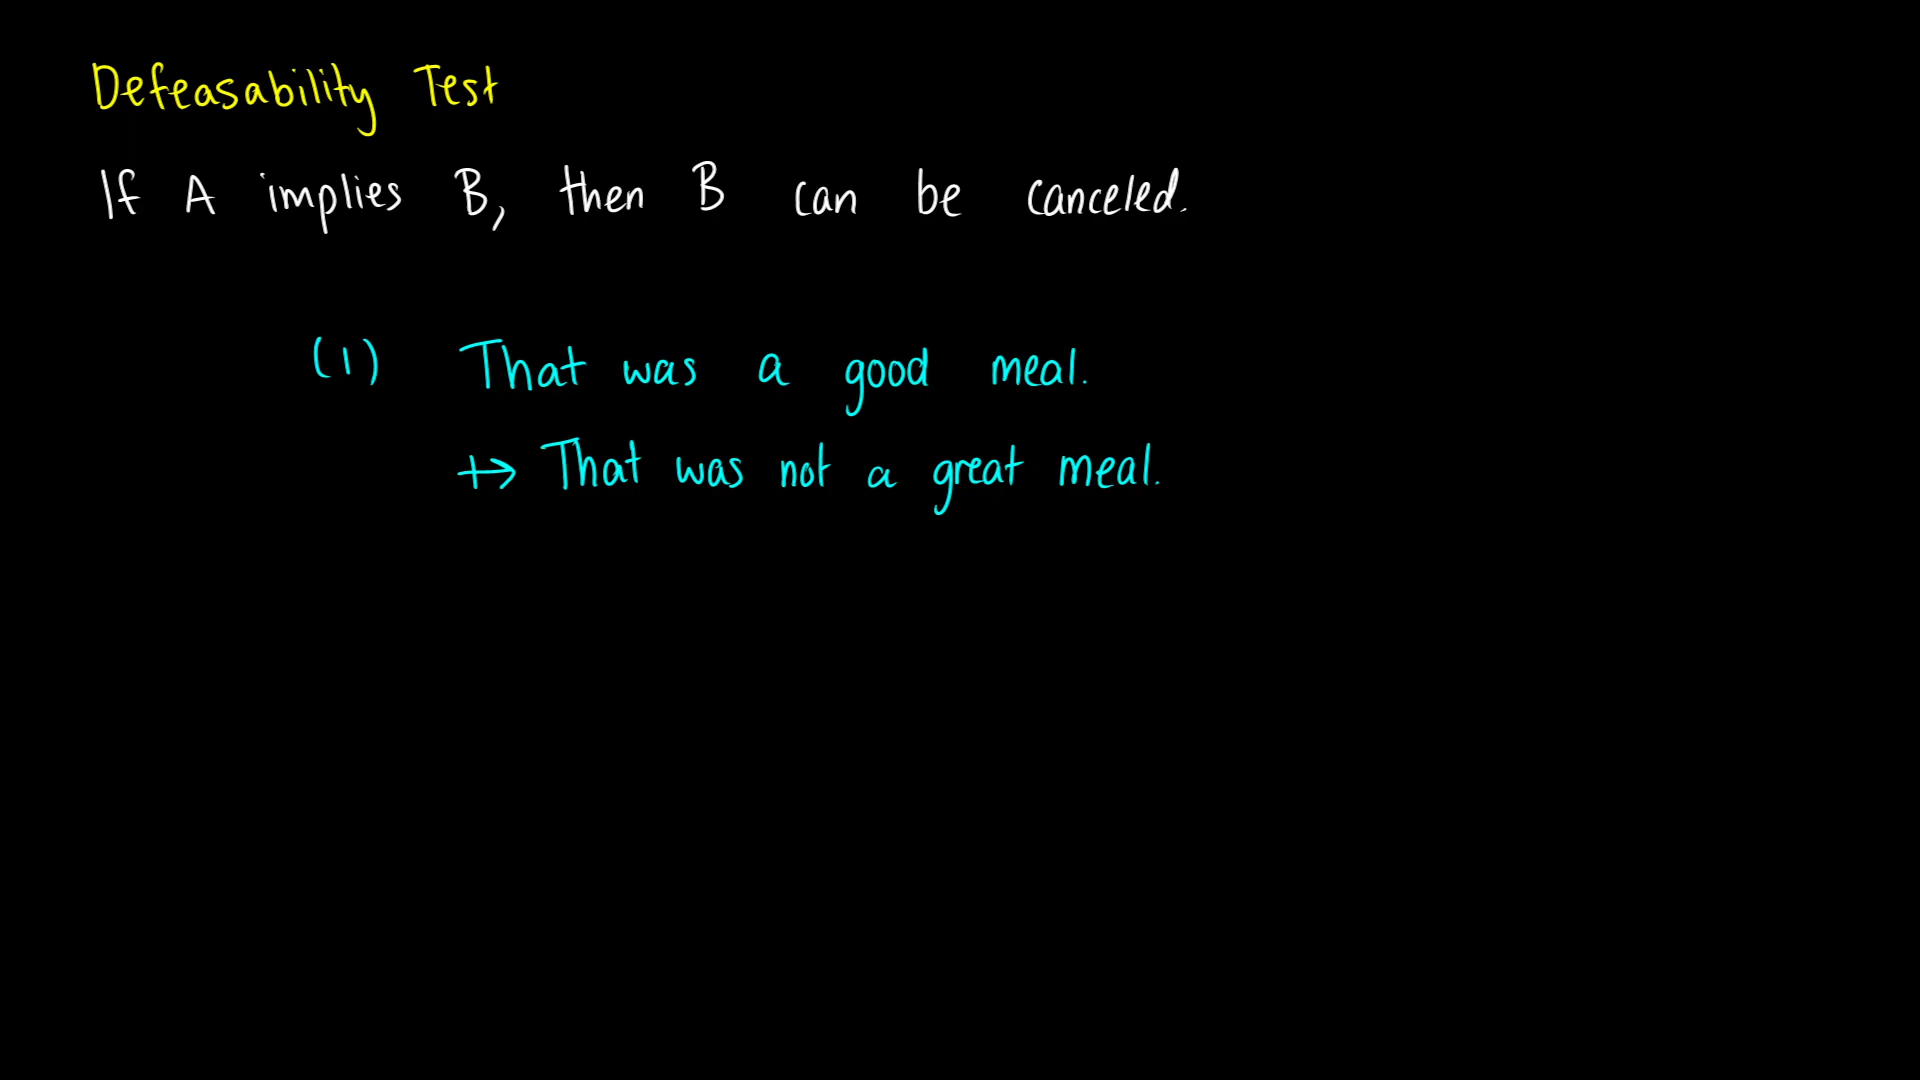 Defeasability Test
If A implies B, then B can be canceled.
(1) That was a good meal.
+> That was not a great meal.